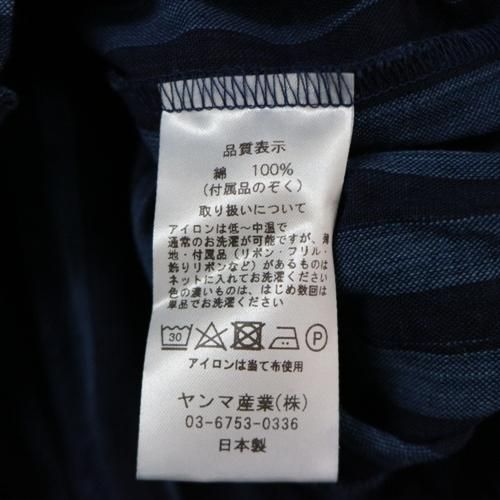 品質表示
綿 100%
(付属品のぞく)
取り扱いについて
アイロンは低~中温で
通常のお洗濯が可能ですが、薄
地・付属品(リボン・フリル・
飾りリボンなど)があるものは
ネットに入れてお洗濯ください
色の濃いものは、はじめ数回は
単品でお洗濯ください
30 P
アイロンは当て布使用
ヤンマ産業(株)
03-6753-0336
日本製